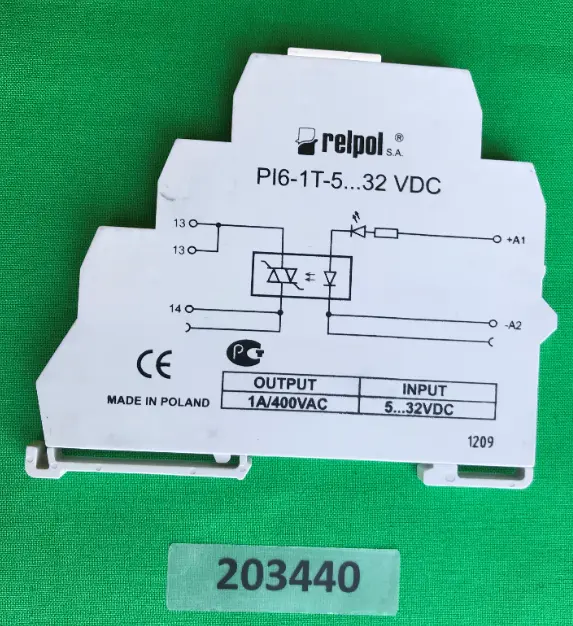 relpol ® S.A.
PI6-1T-5...32 VDC
13
+A1
13
14
-A2
CE
PG
OUTPUT INPUT
1A/400VAC 5...32VDC
MADE IN POLAND
1209
203440